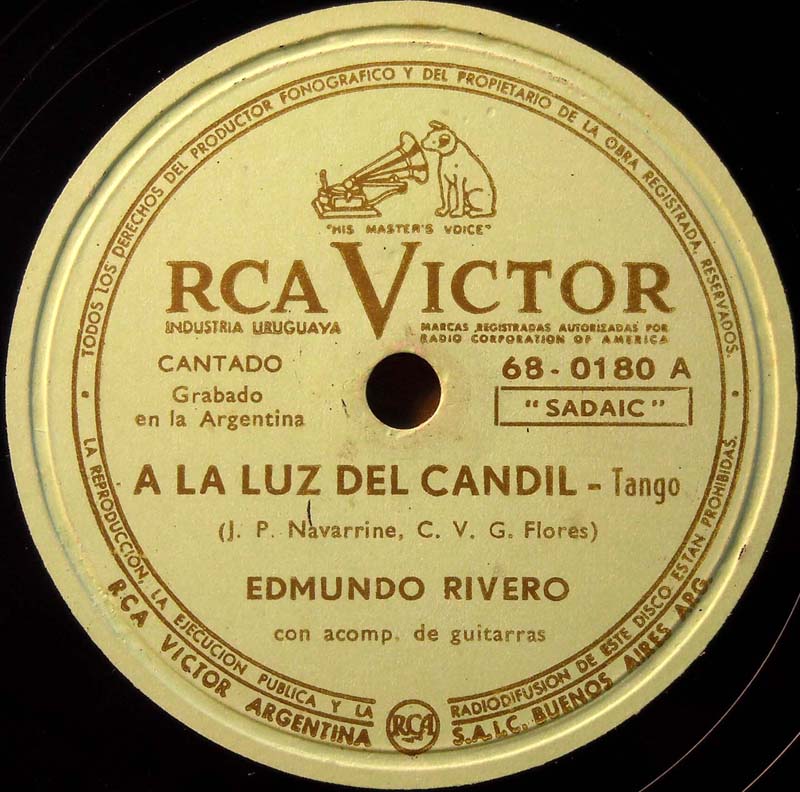 TODOS LOS DERECHOS DEL PRODUCTOR FONOGRAFICO Y DEL PROPIETARIO DE LA OBRA REGISTRADA, RESERVADOS.
"HIS MASTER'S VOICE"
RCA VICTOR
INDUSTRIA URUGUAYA
MARCAS REGISTRADAS AUTORIZADAS POR
RADIO CORPORATION OF AMERICA
CANTADO
68-0180 A
Grabado
en la Argentina
"SADAIC"
A LA LUZ DEL CANDIL - Tango
(J. P. Navarrine, C. V. G. Flores)
EDMUNDO RIVERO
con acomp. de guitarras
LA REPRODUCCION, LA EJECUCION PUBLICA Y LA RADIODIFUSION DE ESTE DISCO ESTAN PROHIBIDAS.
RCA VICTOR ARGENTINA S.A.I.C. BUENOS AIRES ARG.
RCA